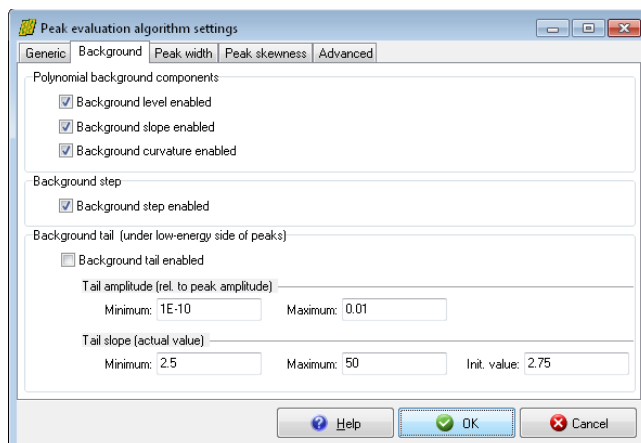 Peak evaluation algorithm settings
Generic Background Peak width Peak skewness Advanced
Polynomial background components
Background level enabled
Background slope enabled
Background curvature enabled
Background step
Background step enabled
Background tail (under low-energy side of peaks)
Background tail enabled
Tail amplitude (rel. to peak amplitude)
Minimum: 1E-10 Maximum: 0.01
Tail slope (actual value)
Minimum: 2.5 Maximum: 50 Init. value: 2.75
Help OK Cancel